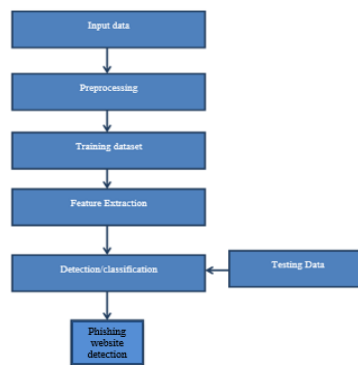 Input data
Preprocessing
Training dataset
Feature Extraction
Detection/classification
Testing Data
Phishing
website
detection